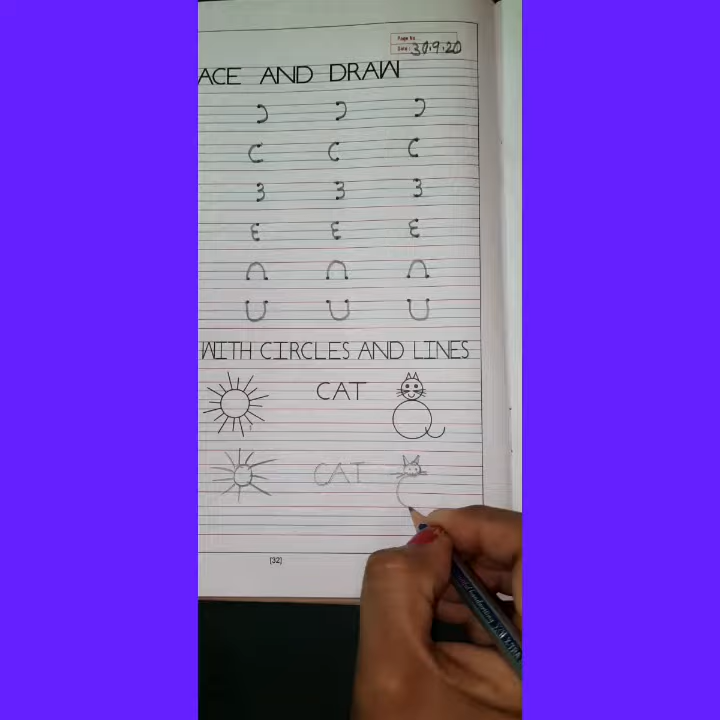 Page No.
Date : 30.9.20
ACE AND DRAW
WITH CIRCLES AND LINES
CAT
CAT
[32]